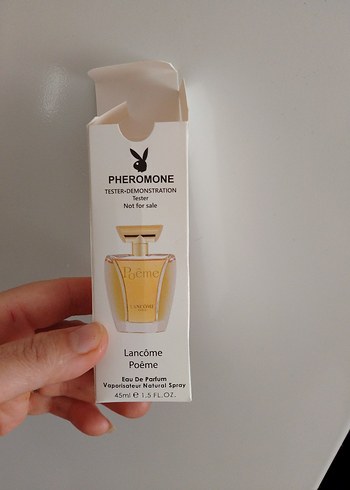 PHEROMONE
TESTER-DEMONSTRATION
Tester
Not for sale
Poême
LANCÔME
Lancôme
Poême
Eau De Parfum
Vaporisateur Natural Spray
45ml ℮ 1.5 FL.OZ.